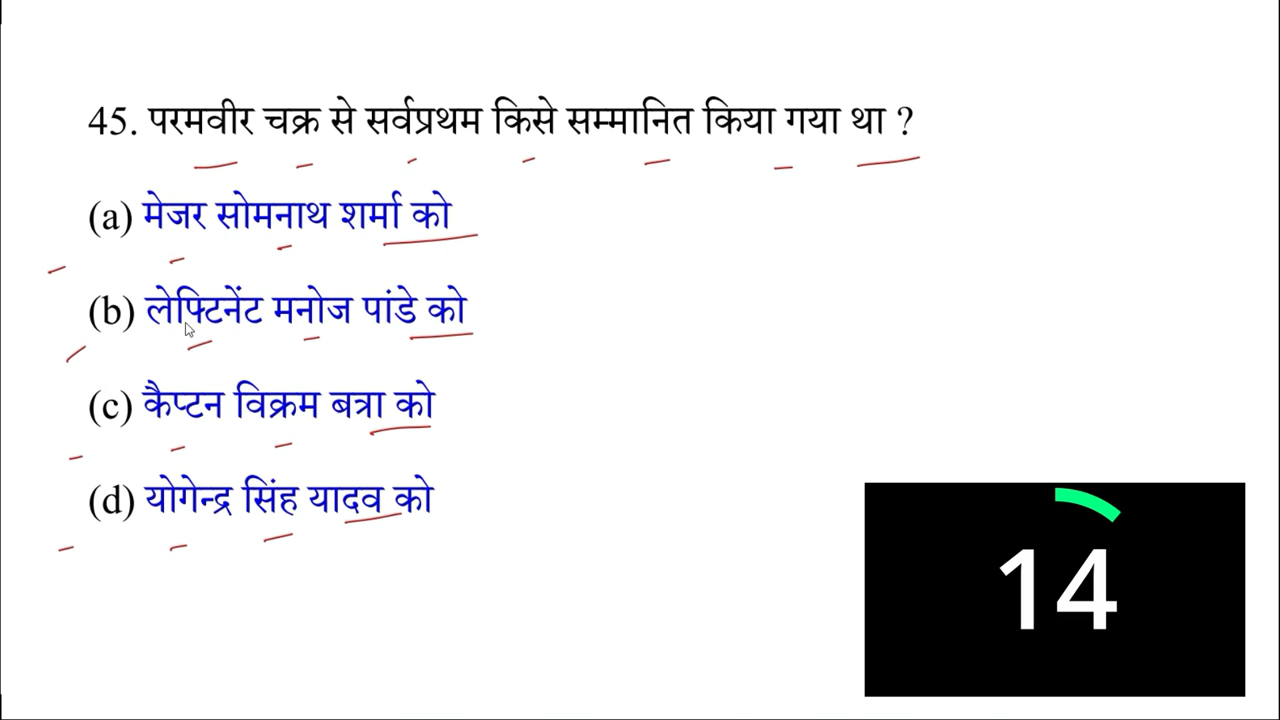 45. परमवीर चक्र से सर्वप्रथम किसे सम्मानित किया गया था ?
(a) मेजर सोमनाथ शर्मा को
(b) लेफ्टिनेंट मनोज पांडे को
(c) कैप्टन विक्रम बत्रा को
(d) योगेन्द्र सिंह यादव को
14